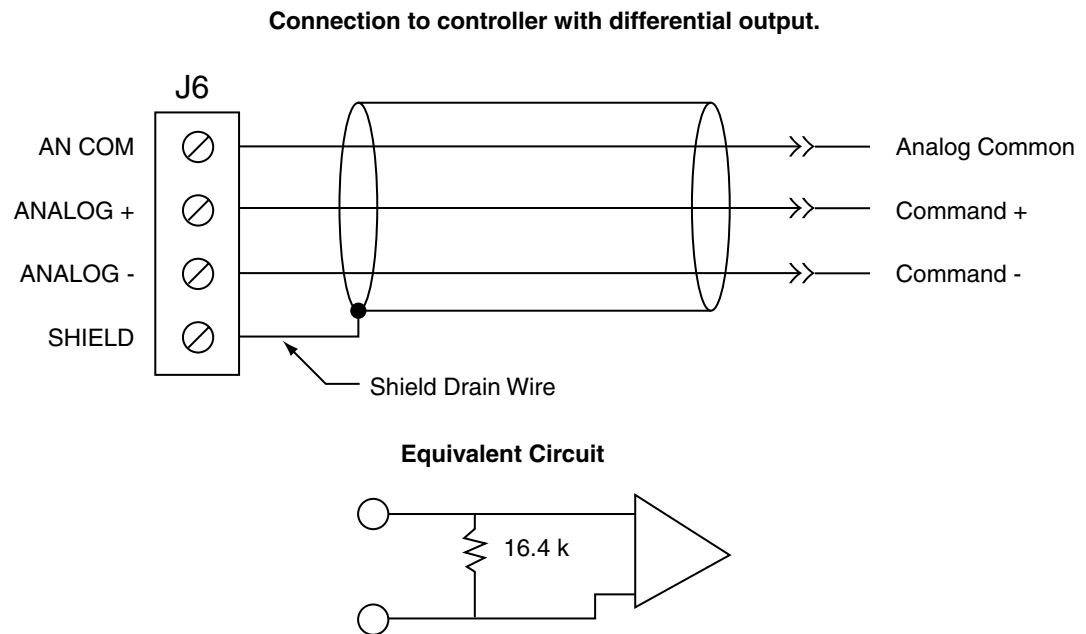 Connection to controller with differential output.
J6
AN COM
Analog Common
ANALOG +
Command +
ANALOG -
Command -
SHIELD
Shield Drain Wire
Equivalent Circuit
16.4 k